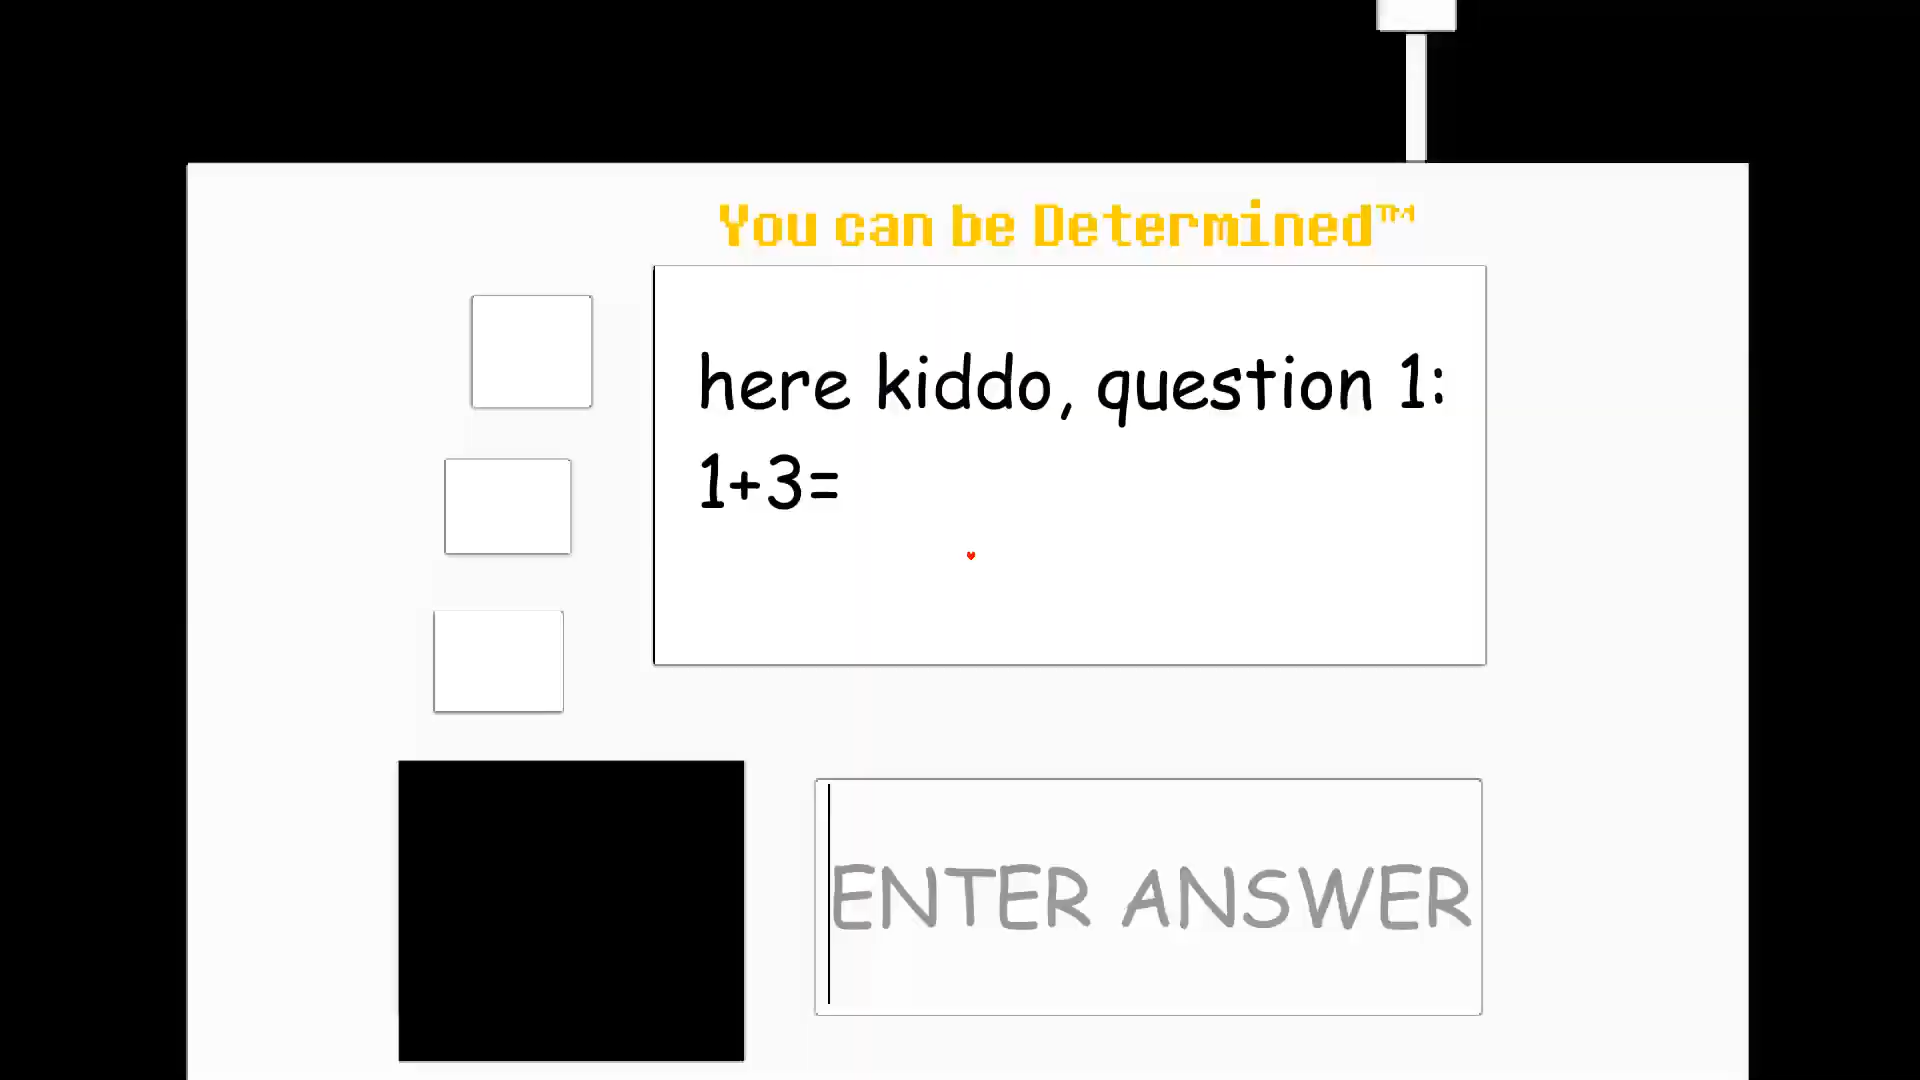 You can be Determined™
here kiddo, question 1:
1+3=
ENTER ANSWER